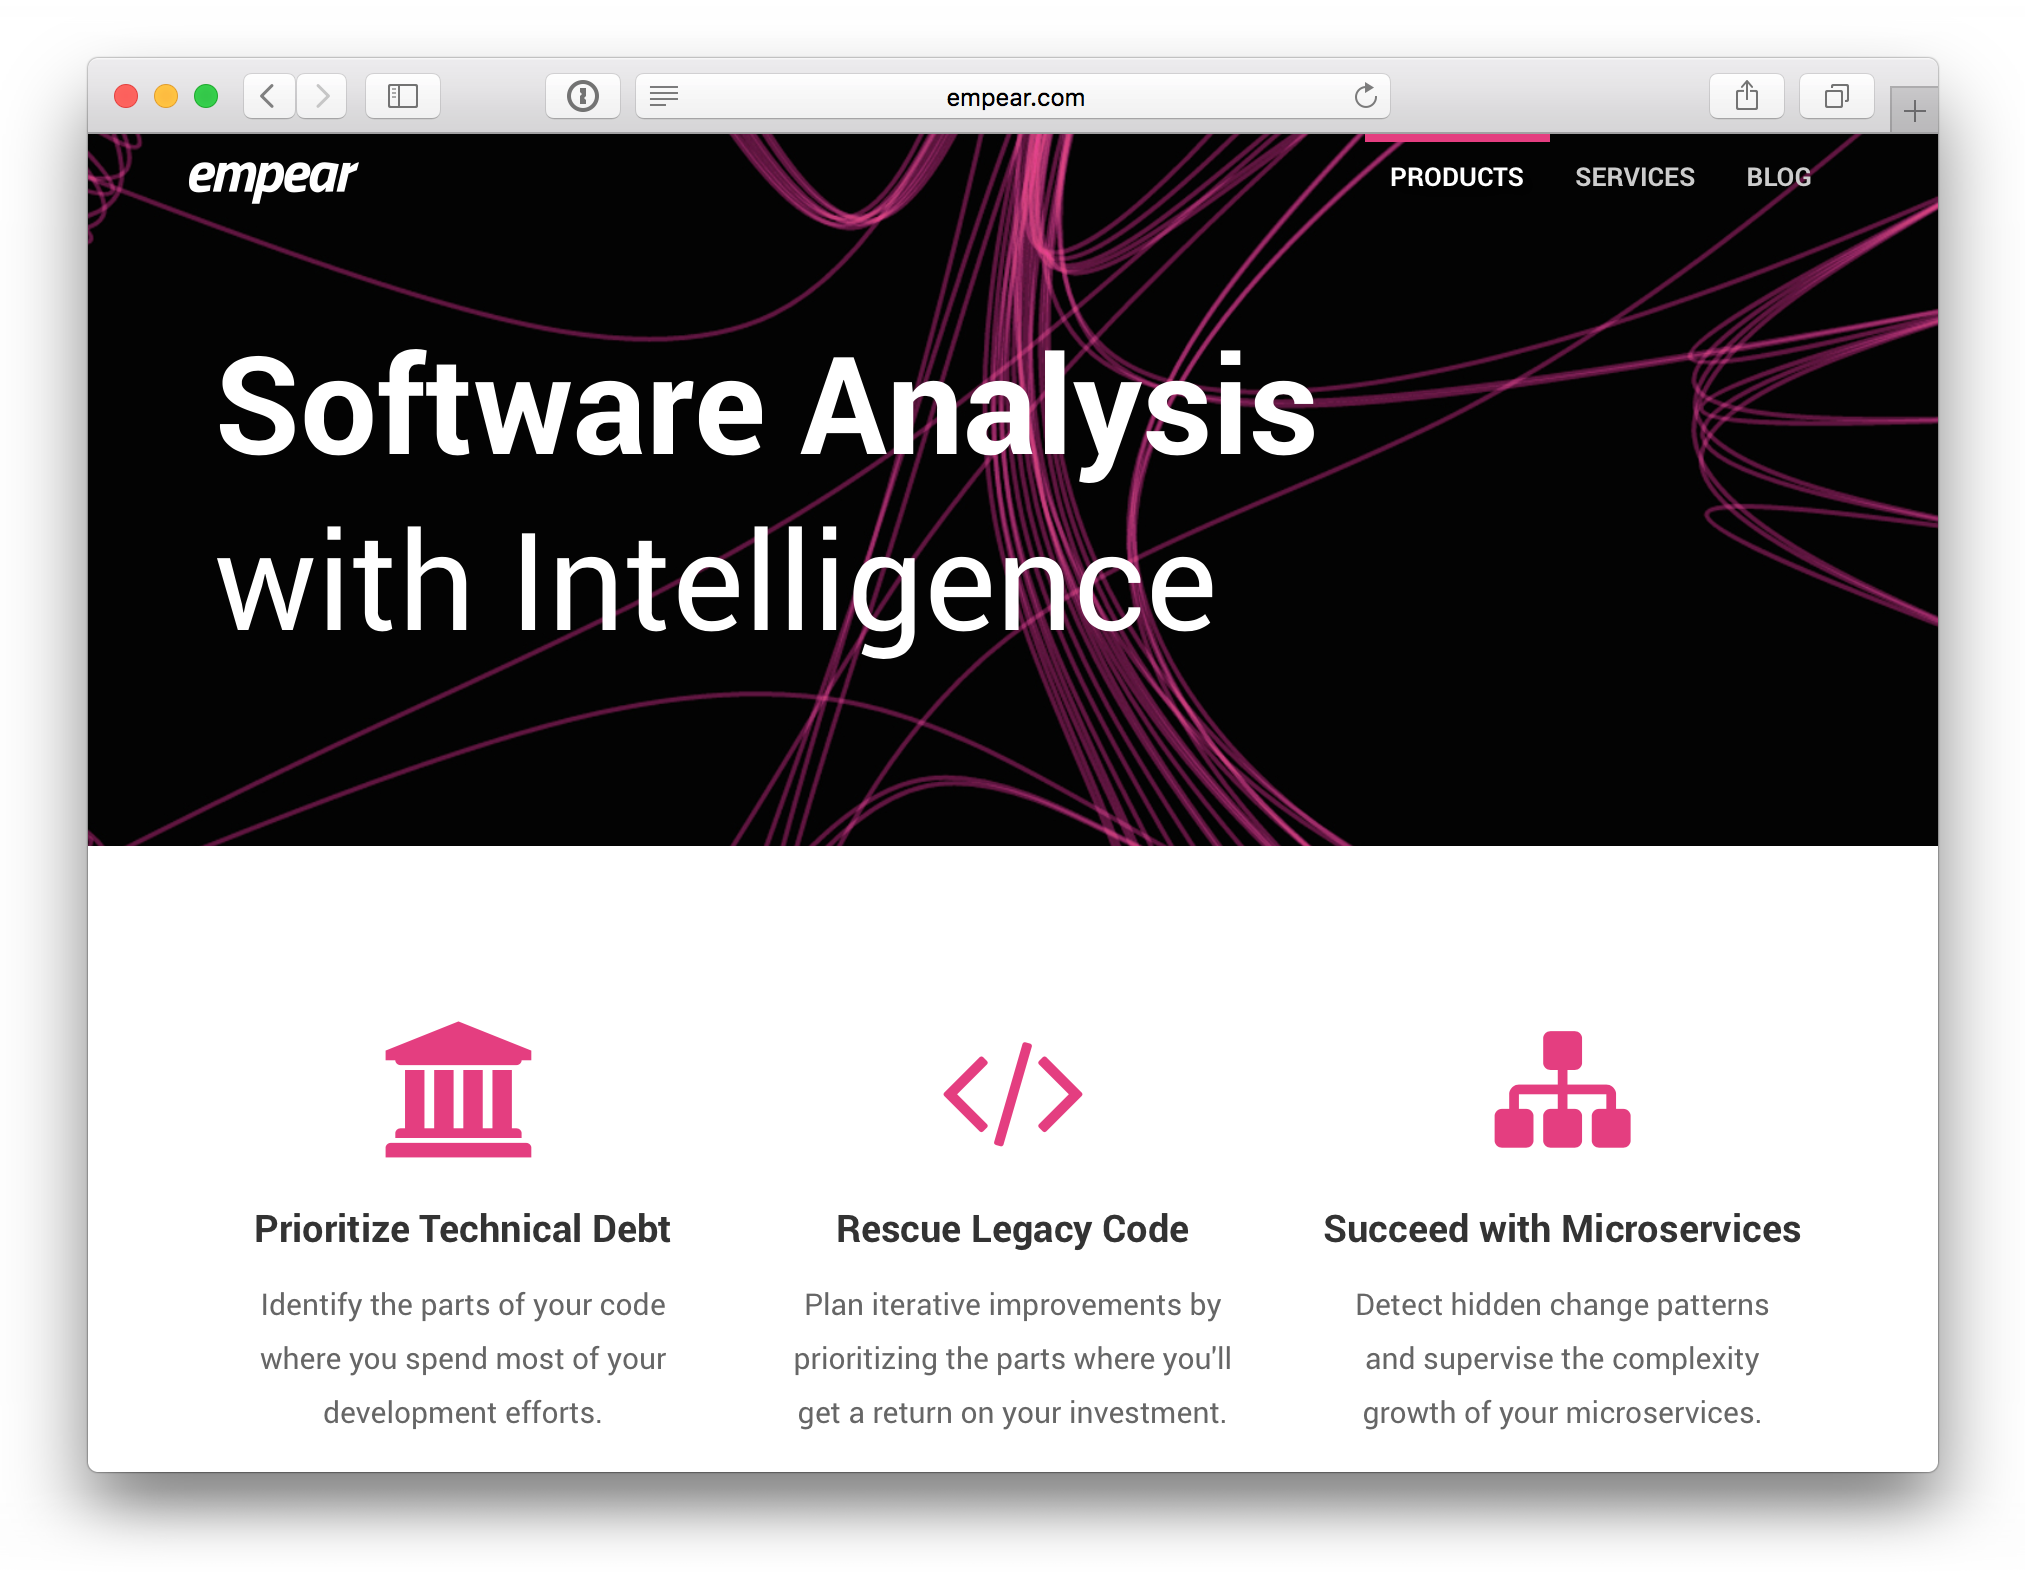 empear.com
empear
PRODUCTS SERVICES BLOG
Software Analysis
with Intelligence
Prioritize Technical Debt
Identify the parts of your code
where you spend most of your
development efforts.
Rescue Legacy Code
Plan iterative improvements by
prioritizing the parts where you'll
get a return on your investment.
Succeed with Microservices
Detect hidden change patterns
and supervise the complexity
growth of your microservices.